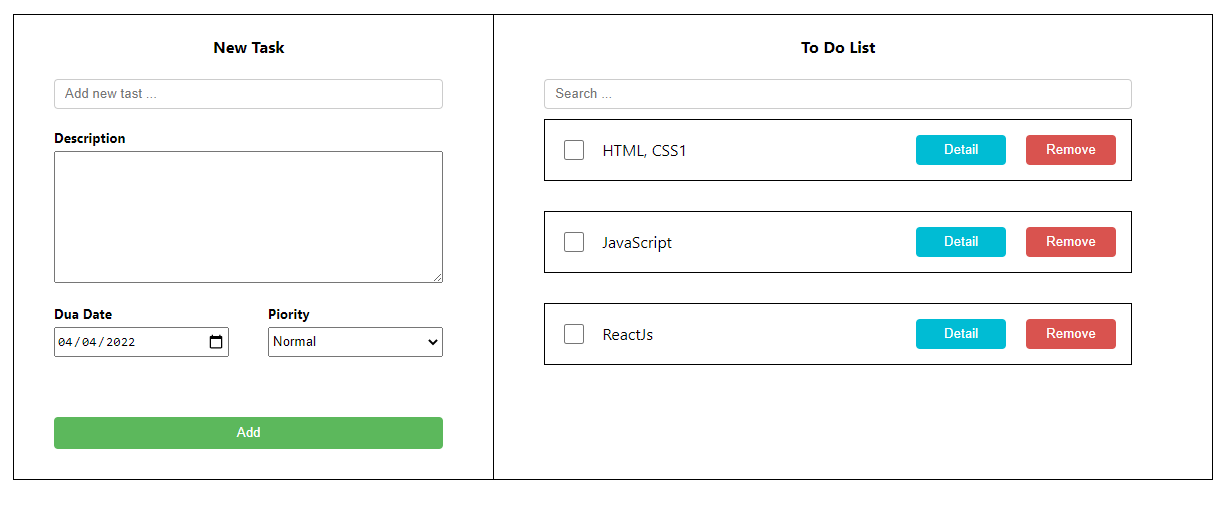 New Task
Add new tast ...
Description
Dua Date
Piority
04/04/2022
Normal
Add
To Do List
Search ...
HTML, CSS1
Detail
Remove
JavaScript
Detail
Remove
ReactJs
Detail
Remove